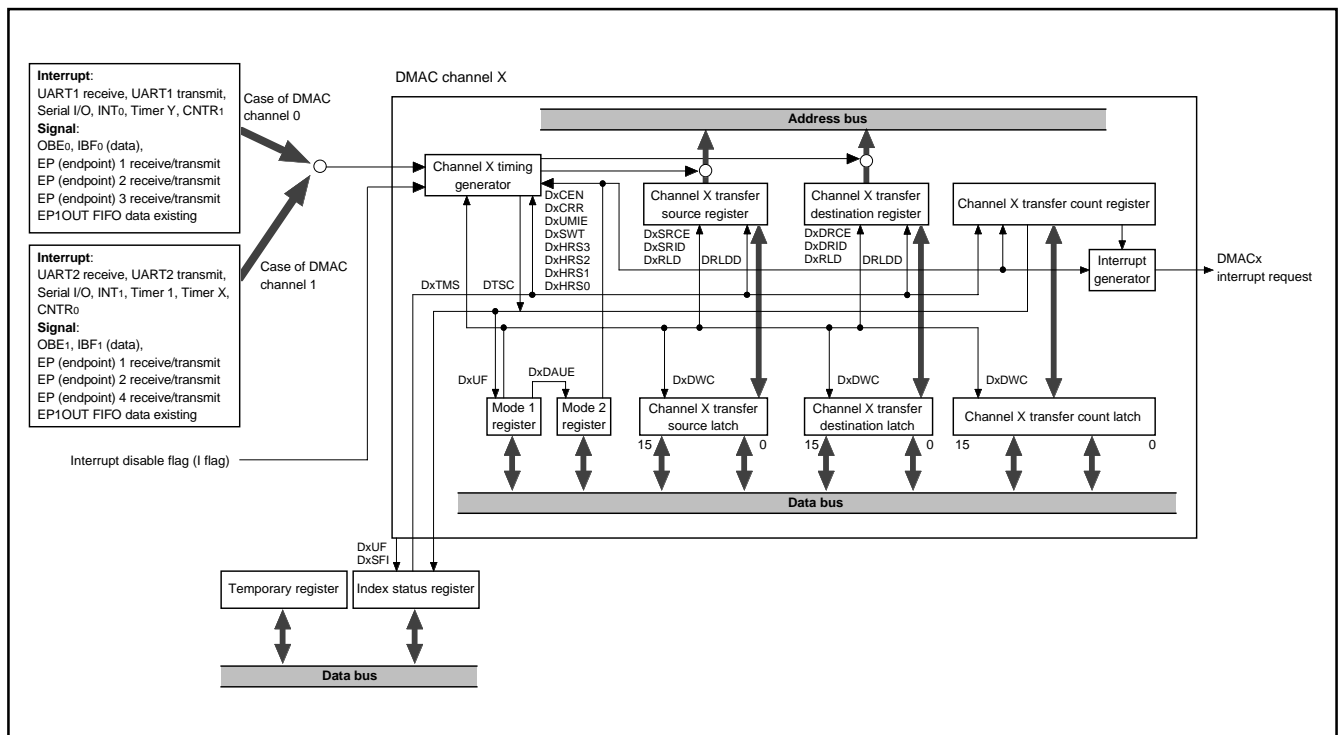 Interrupt:
UART1 receive, UART1 transmit,
Serial I/O, INT0, Timer Y, CNTR1
Signal:
OBE0, IBF0 (data),
EP (endpoint) 1 receive/transmit
EP (endpoint) 2 receive/transmit
EP (endpoint) 3 receive/transmit
EP1OUT FIFO data existing
Case of DMAC
channel 0
Interrupt:
UART2 receive, UART2 transmit,
Serial I/O, INT1, Timer 1, Timer X,
CNTR0
Signal:
OBE1, IBF1 (data),
EP (endpoint) 1 receive/transmit
EP (endpoint) 2 receive/transmit
EP (endpoint) 4 receive/transmit
EP1OUT FIFO data existing
Case of DMAC
channel 1
Interrupt disable flag (I flag)
DMAC channel X
Address bus
Channel X timing
generator
DxCEN
DxCRR
DxUMIE
DxSWT
DxHRS3
DxHRS2
DxHRS1
DxHRS0
Channel X transfer
source register
DxSRCE
DxSRID
DxRLD
DRLDD
Channel X transfer
destination register
DxDRCE
DxDRID
DxRLD
DRLDD
Channel X transfer count register
Interrupt
generator
DMACx
interrupt request
DxTMS
DTSC
DxUF
DxDAUE
DxDWC
DxDWC
DxDWC
Mode 1
register
Mode 2
register
Channel X transfer
source latch
Channel X transfer
destination latch
Channel X transfer count latch
15
0
15
0
15
0
Data bus
DxUF
DxSFI
Temporary register
Index status register
Data bus